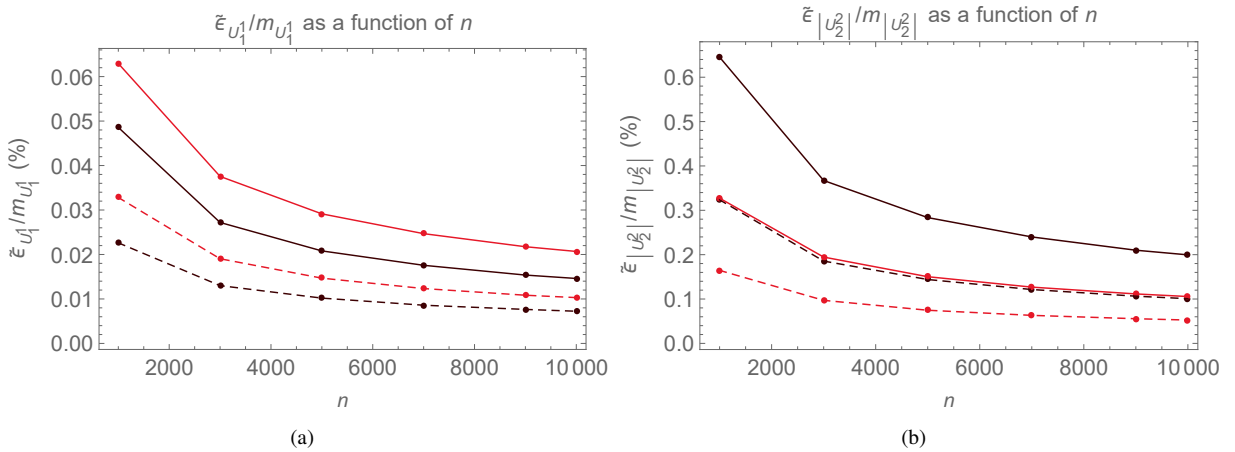 ε̃_{U_1^1}/m_{U_1^1} as a function of n
ε̃_{U_1^1}/m_{U_1^1} (%)
0.06
0.05
0.04
0.03
0.02
0.01
0.00
2000 4000 6000 8000 10 000
n
(a)
ε̃_{|U_2^2|}/m_{|U_2^2|} as a function of n
ε̃_{|U_2^2|}/m_{|U_2^2|} (%)
0.6
0.5
0.4
0.3
0.2
0.1
0.0
2000 4000 6000 8000 10 000
n
(b)